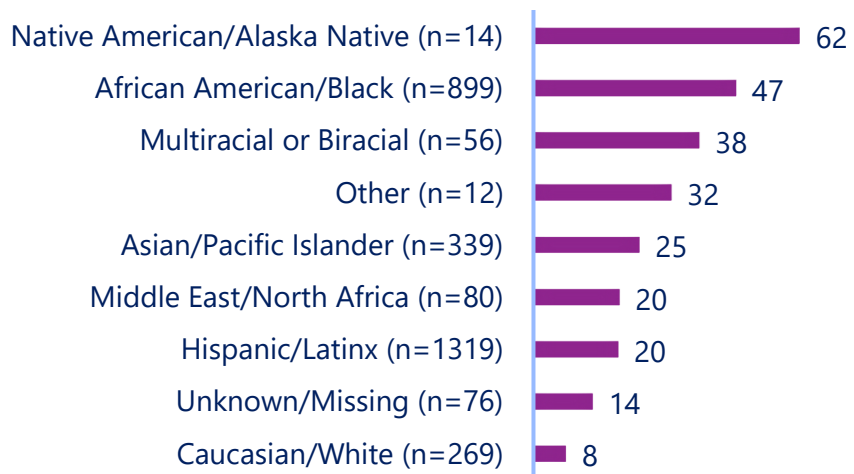 Native American/Alaska Native (n=14) 62
African American/Black (n=899) 47
Multiracial or Biracial (n=56) 38
Other (n=12) 32
Asian/Pacific Islander (n=339) 25
Middle East/North Africa (n=80) 20
Hispanic/Latinx (n=1319) 20
Unknown/Missing (n=76) 14
Caucasian/White (n=269) 8